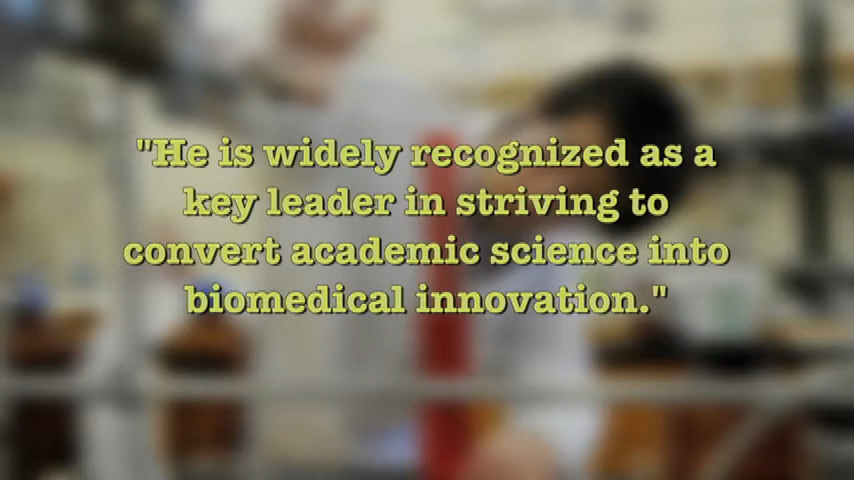 "He is widely recognized as a
key leader in striving to
convert academic science into
biomedical innovation."